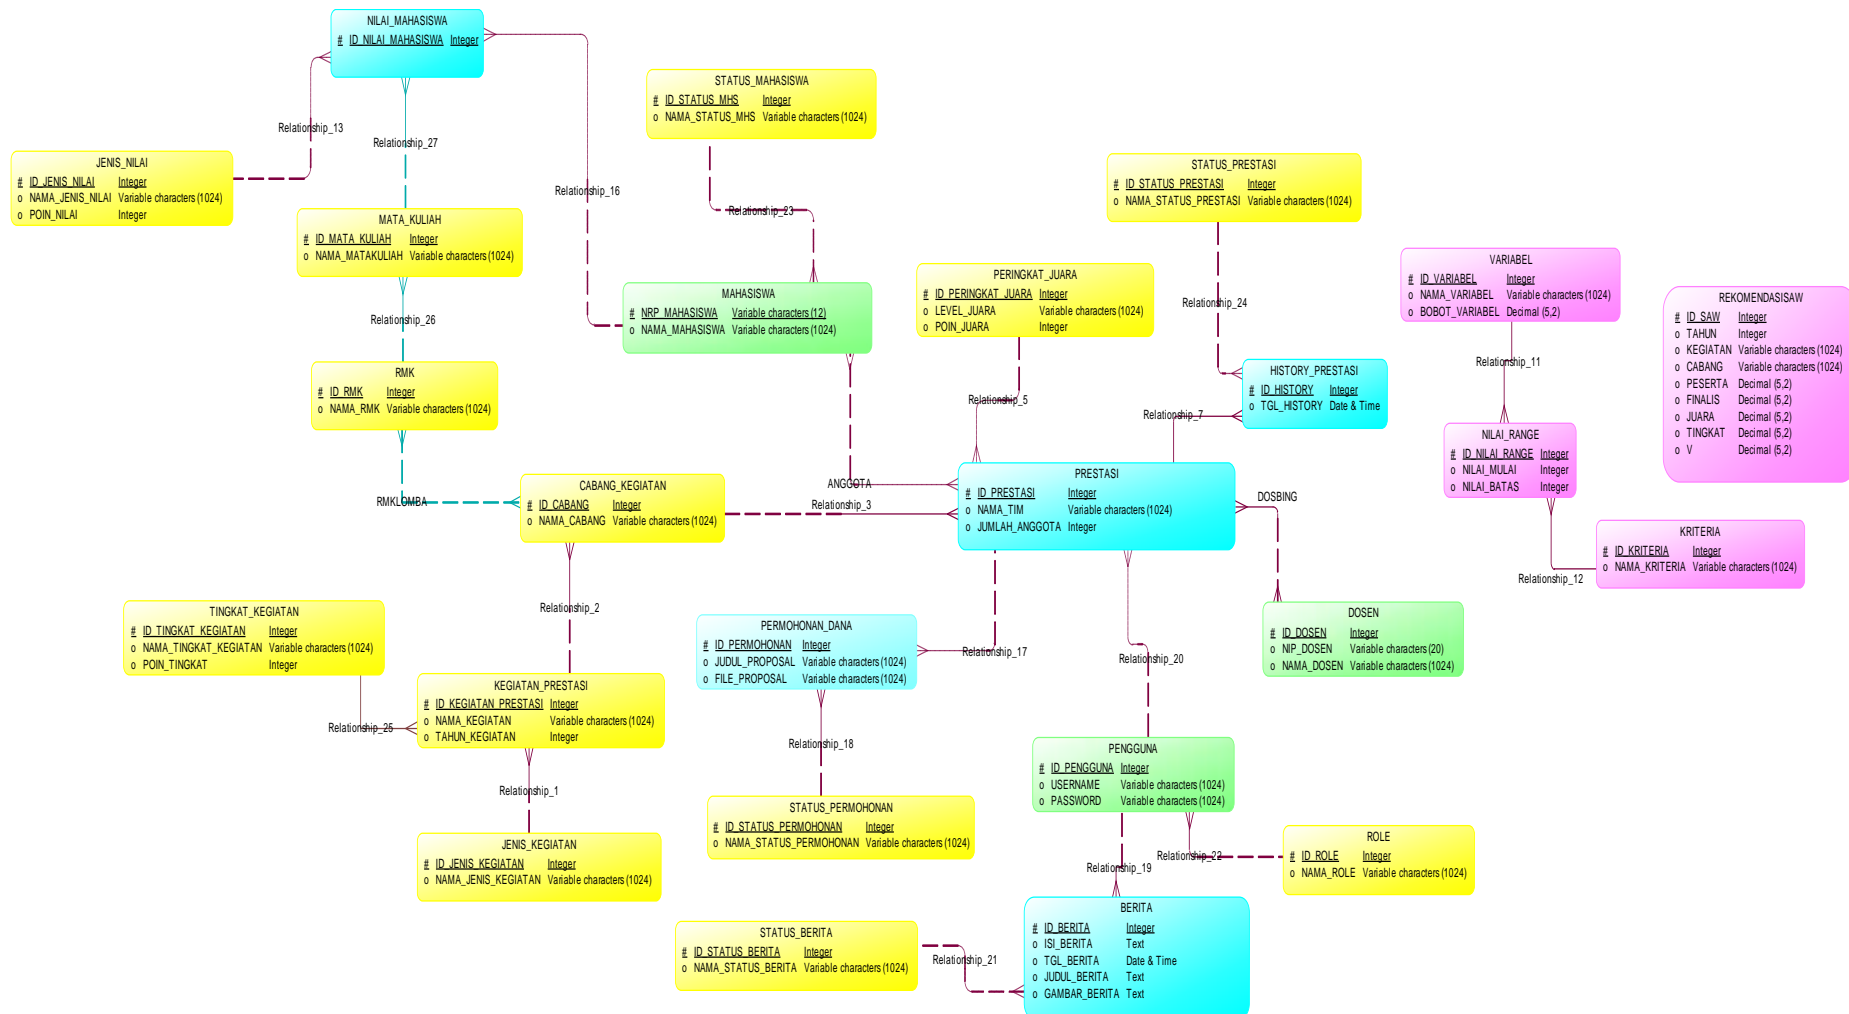 NILAI_MAHASISWA
# ID_NILAI_MAHASISWA Integer
Relationship_13
Relationship_27
Relationship_16
STATUS_MAHASISWA
# ID_STATUS_MHS Integer
o NAMA_STATUS_MHS Variable characters (1024)
Relationship_23
JENIS_NILAI
# ID_JENIS_NILAI Integer
o NAMA_JENIS_NILAI Variable characters (1024)
o POIN_NILAI Integer
MATA_KULIAH
# ID_MATA_KULIAH Integer
o NAMA_MATAKULIAH Variable characters (1024)
Relationship_26
STATUS_PRESTASI
# ID_STATUS_PRESTASI Integer
o NAMA_STATUS_PRESTASI Variable characters (1024)
Relationship_24
MAHASISWA
# NRP_MAHASISWA Variable characters (12)
o NAMA_MAHASISWA Variable characters (1024)
PERINGKAT_JUARA
# ID_PERINGKAT_JUARA Integer
o LEVEL_JUARA Variable characters (1024)
o POIN_JUARA Integer
Relationship_5
VARIABEL
# ID_VARIABEL Integer
o NAMA_VARIABEL Variable characters (1024)
o BOBOT_VARIABEL Decimal (5,2)
Relationship_11
REKOMENDASISAW
# ID_SAW Integer
o TAHUN Integer
o KEGIATAN Variable characters (1024)
o CABANG Variable characters (1024)
o PESERTA Decimal (5,2)
o FINALIS Decimal (5,2)
o JUARA Decimal (5,2)
o TINGKAT Decimal (5,2)
o V Decimal (5,2)
RMK
# ID_RMK Integer
o NAMA_RMK Variable characters (1024)
RMKLOMBA
HISTORY_PRESTASI
# ID_HISTORY Integer
o TGL_HISTORY Date & Time
Relationship_7
NILAI_RANGE
# ID_NILAI_RANGE Integer
o NILAI_MULAI Integer
o NILAI_BATAS Integer
Relationship_12
CABANG_KEGIATAN
# ID_CABANG Integer
o NAMA_CABANG Variable characters (1024)
ANGGOTA
Relationship_3
PRESTASI
# ID_PRESTASI Integer
o NAMA_TIM Variable characters (1024)
o JUMLAH_ANGGOTA Integer
DOSBING
KRITERIA
# ID_KRITERIA Integer
o NAMA_KRITERIA Variable characters (1024)
Relationship_2
TINGKAT_KEGIATAN
# ID_TINGKAT_KEGIATAN Integer
o NAMA_TINGKAT_KEGIATAN Variable characters (1024)
o POIN_TINGKAT Integer
Relationship_25
PERMOHONAN_DANA
# ID_PERMOHONAN Integer
o JUDUL_PROPOSAL Variable characters (1024)
o FILE_PROPOSAL Variable characters (1024)
Relationship_17
Relationship_20
DOSEN
# ID_DOSEN Integer
o NIP_DOSEN Variable characters (20)
o NAMA_DOSEN Variable characters (1024)
KEGIATAN_PRESTASI
# ID_KEGIATAN_PRESTASI Integer
o NAMA_KEGIATAN Variable characters (1024)
o TAHUN_KEGIATAN Integer
Relationship_1
Relationship_18
PENGGUNA
# ID_PENGGUNA Integer
o USERNAME Variable characters (1024)
o PASSWORD Variable characters (1024)
STATUS_PERMOHONAN
# ID_STATUS_PERMOHONAN Integer
o NAMA_STATUS_PERMOHONAN Variable characters (1024)
JENIS_KEGIATAN
# ID_JENIS_KEGIATAN Integer
o NAMA_JENIS_KEGIATAN Variable characters (1024)
Relationship_19
Relationship_22
ROLE
# ID_ROLE Integer
o NAMA_ROLE Variable characters (1024)
STATUS_BERITA
# ID_STATUS_BERITA Integer
o NAMA_STATUS_BERITA Variable characters (1024)
Relationship_21
BERITA
# ID_BERITA Integer
o ISI_BERITA Text
o TGL_BERITA Date & Time
o JUDUL_BERITA Text
o GAMBAR_BERITA Text